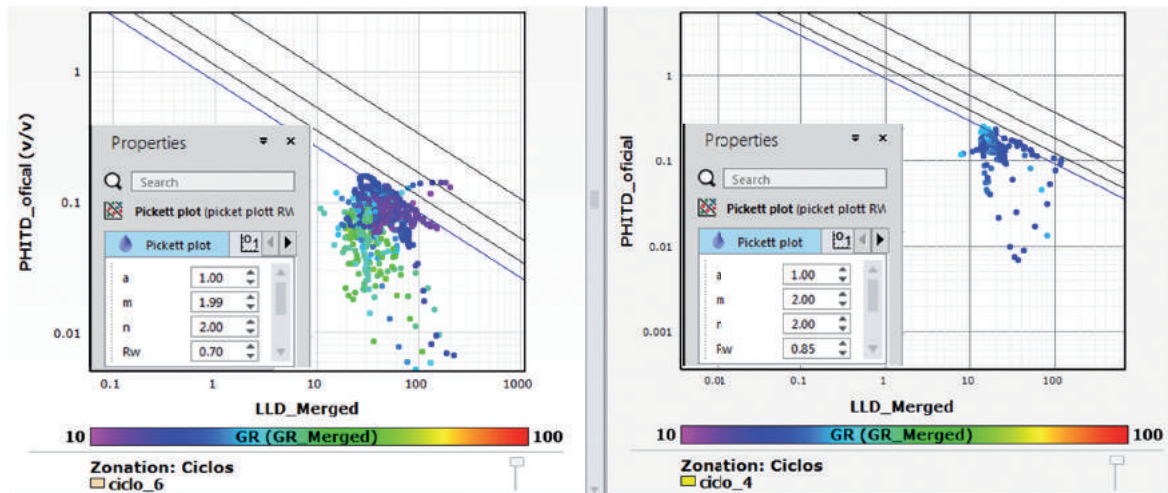 1
0.1
0.01
PHITD_ofical (v/v)
Properties
Search
Pickett plot (picket plott RW
Pickett plot
a 1.00
m 1.99
n 2.00
Rw 0.70
0.1 1 10 100 1000
LLD_Merged
10 GR (GR_Merged) 100
Zonation: Ciclos
ciclo_6
1
0.1
0.01
0.001
PHITD_oficial
Properties
Search
Pickett plot (picket plott RW
Pickett plot
a 1.00
m 2.00
n 2.00
Rw 0.85
0.01 0.1 1 10 100
LLD_Merged
10 GR (GR_Merged) 100
Zonation: Ciclos
ciclo_4